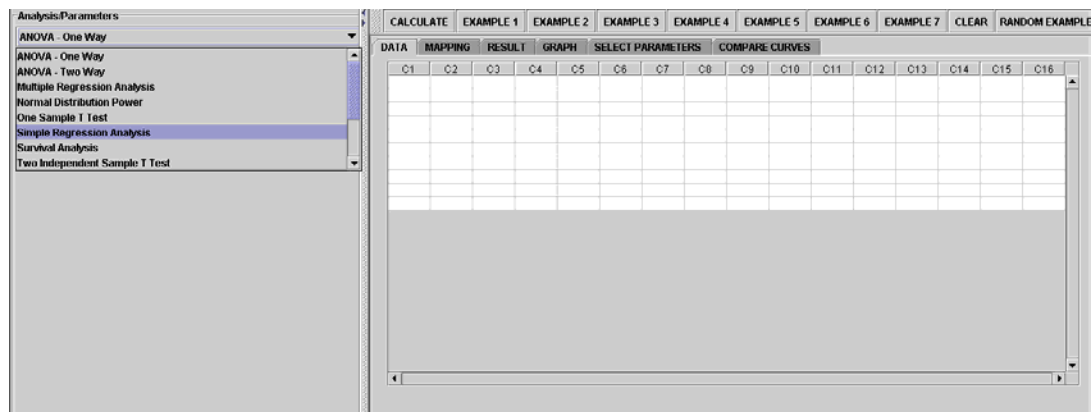 Analysis/Parameters
ANOVA - One Way
ANOVA - One Way
ANOVA - Two Way
Multiple Regression Analysis
Normal Distribution Power
One Sample T Test
Simple Regression Analysis
Survival Analysis
Two Independent Sample T Test
CALCULATE EXAMPLE 1 EXAMPLE 2 EXAMPLE 3 EXAMPLE 4 EXAMPLE 5 EXAMPLE 6 EXAMPLE 7 CLEAR RANDOM EXAMPLE
DATA MAPPING RESULT GRAPH SELECT PARAMETERS COMPARE CURVES
C1 C2 C3 C4 C5 C6 C7 C8 C9 C10 C11 C12 C13 C14 C15 C16